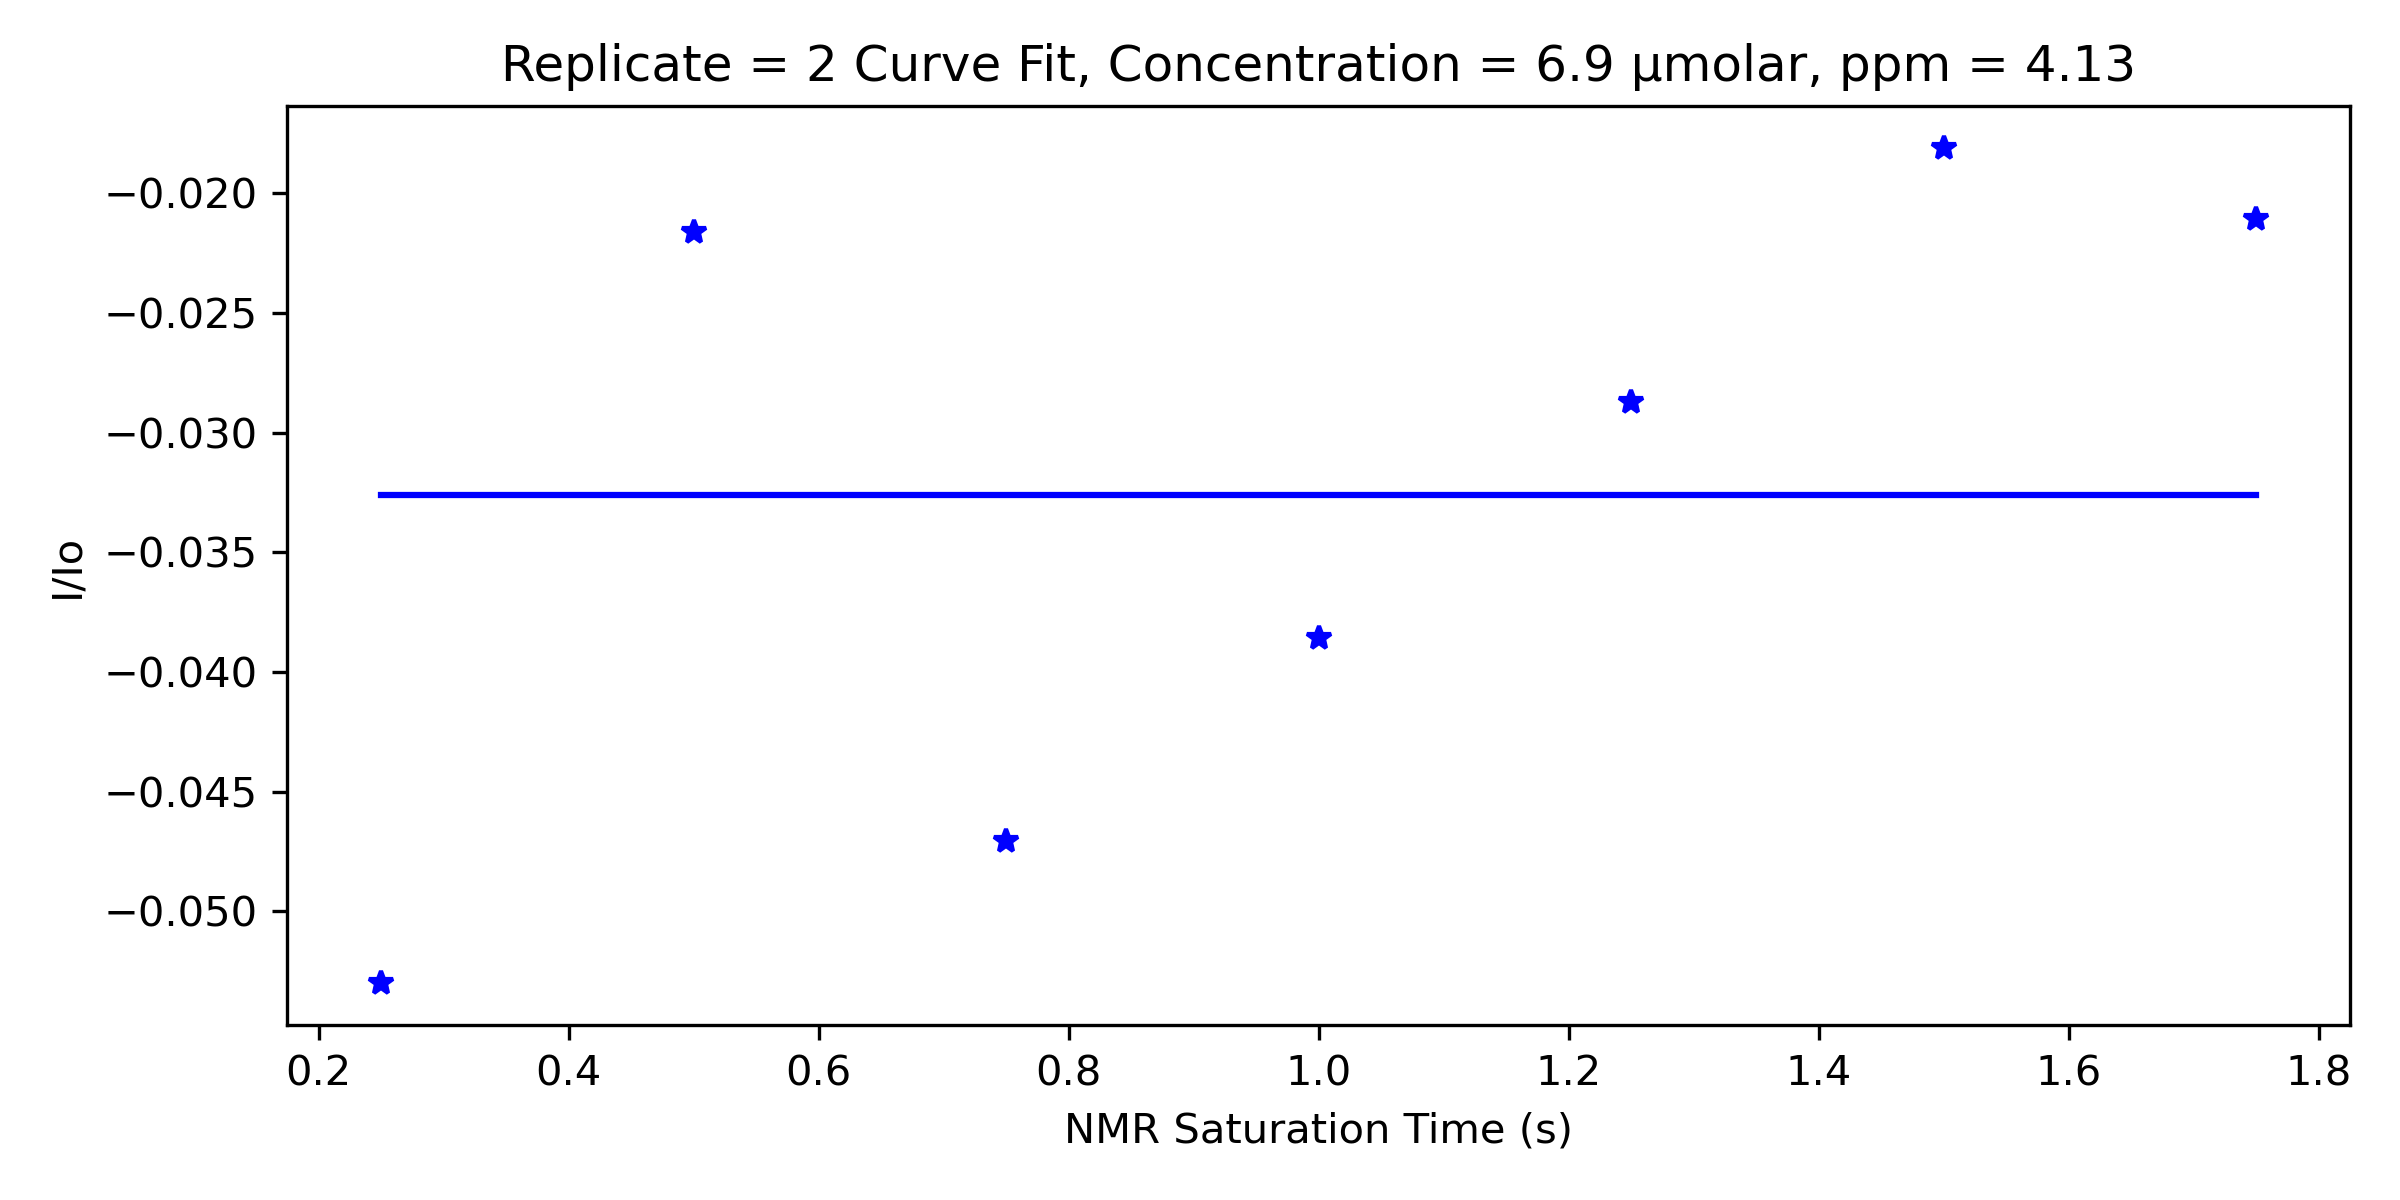 Replicate = 2 Curve Fit, Concentration = 6.9 µmolar, ppm = 4.13
I/Io
−0.020
−0.025
−0.030
−0.035
−0.040
−0.045
−0.050
0.2 0.4 0.6 0.8 1.0 1.2 1.4 1.6 1.8
NMR Saturation Time (s)